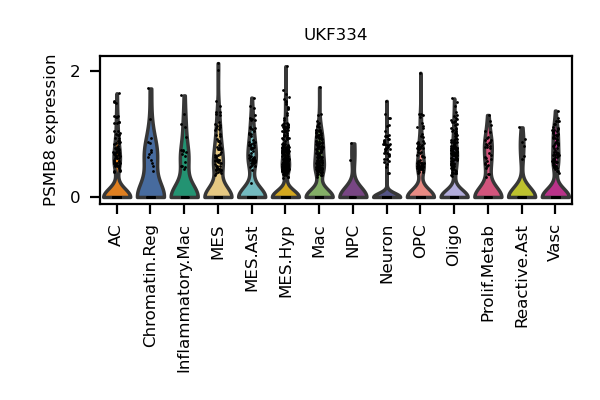 UKF334
PSMB8 expression
2
0
AC
Chromatin.Reg
Inflammatory.Mac
MES
MES.Ast
MES.Hyp
Mac
NPC
Neuron
OPC
Oligo
Prolif.Metab
Reactive.Ast
Vasc